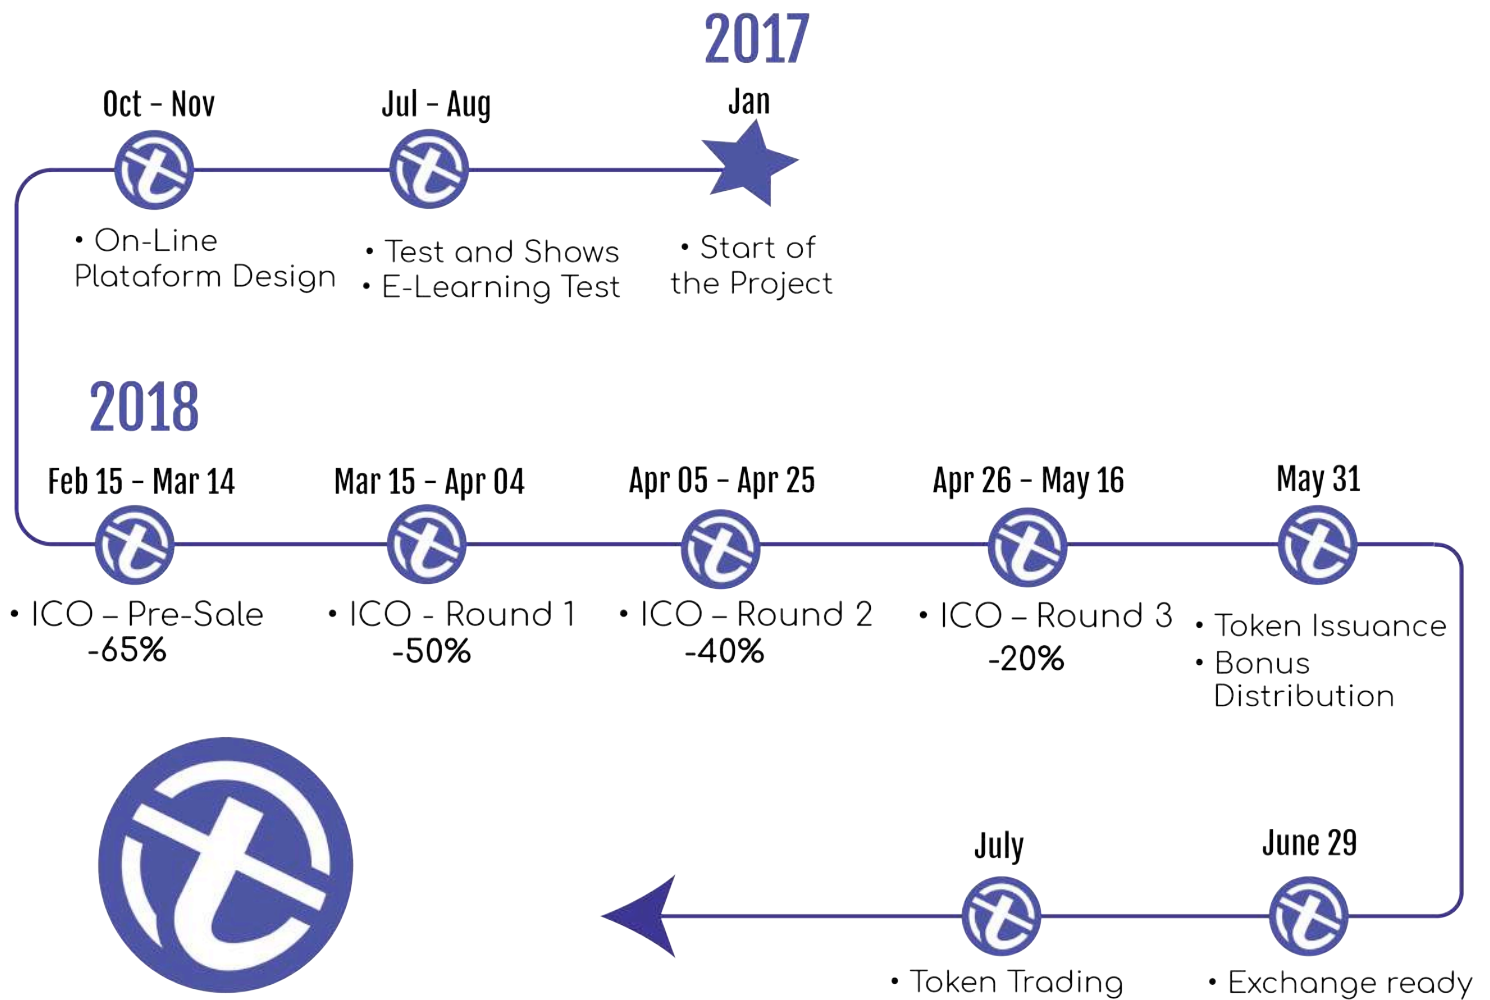 2017
Jan
• Start of
the Project
Jul - Aug
• Test and Shows
• E-Learning Test
Oct - Nov
• On-Line
Plataform Design
2018
Feb 15 - Mar 14
• ICO – Pre-Sale
-65%
Mar 15 - Apr 04
• ICO - Round 1
-50%
Apr 05 - Apr 25
• ICO – Round 2
-40%
Apr 26 - May 16
• ICO – Round 3
-20%
May 31
• Token Issuance
• Bonus
Distribution
June 29
• Exchange ready
July
• Token Trading